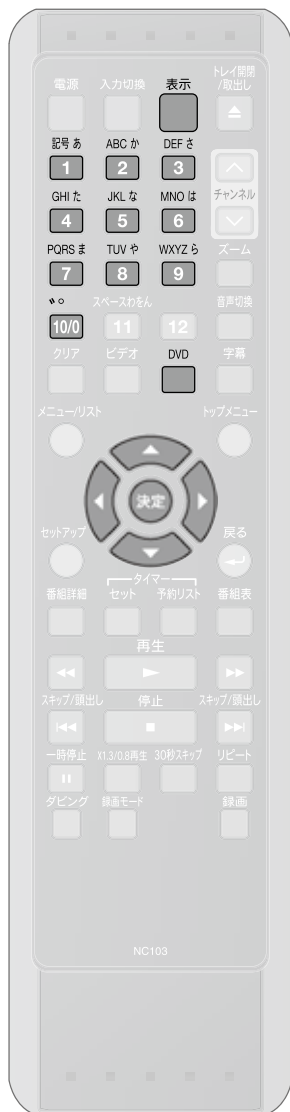 電源 入力切換 表示 トレイ開閉
/取出し
記号 あ ABC か DEF さ
1 2 3
GHI た JKL な MNO は チャンネル
4 5 6
PQRS ま TUV や WXYZ ら ズーム
7 8 9
゛゜ スペースわをん 音声切換
10/0 11 12
クリア ビデオ DVD 字幕
メニュー/リスト トップメニュー
決定
セットアップ 戻る
タイマー
番組詳細 セット 予約リスト 番組表
再生
スキップ/頭出し 停止 スキップ/頭出し
一時停止 X1.3/0.8再生 30秒スキップ リピート
ダビング 録画モード 録画
NC103